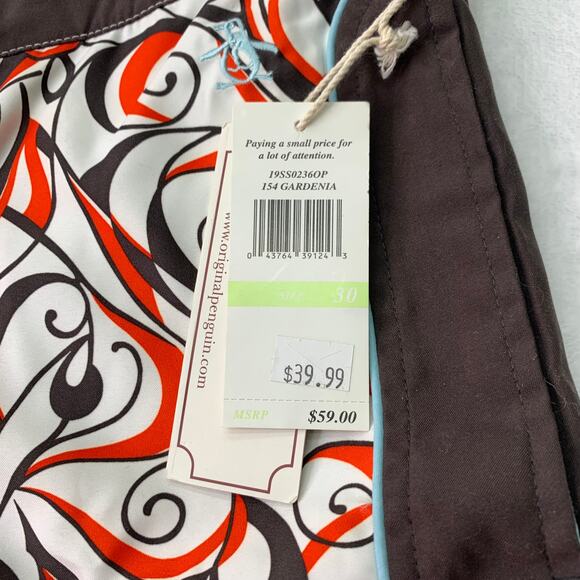 Paying a small price for
a lot of attention.
19SS0236OP
154 GARDENIA
0 43764 39124 3
SIZE 30
$39.99
MSRP $59.00
www.originalpenguin.com